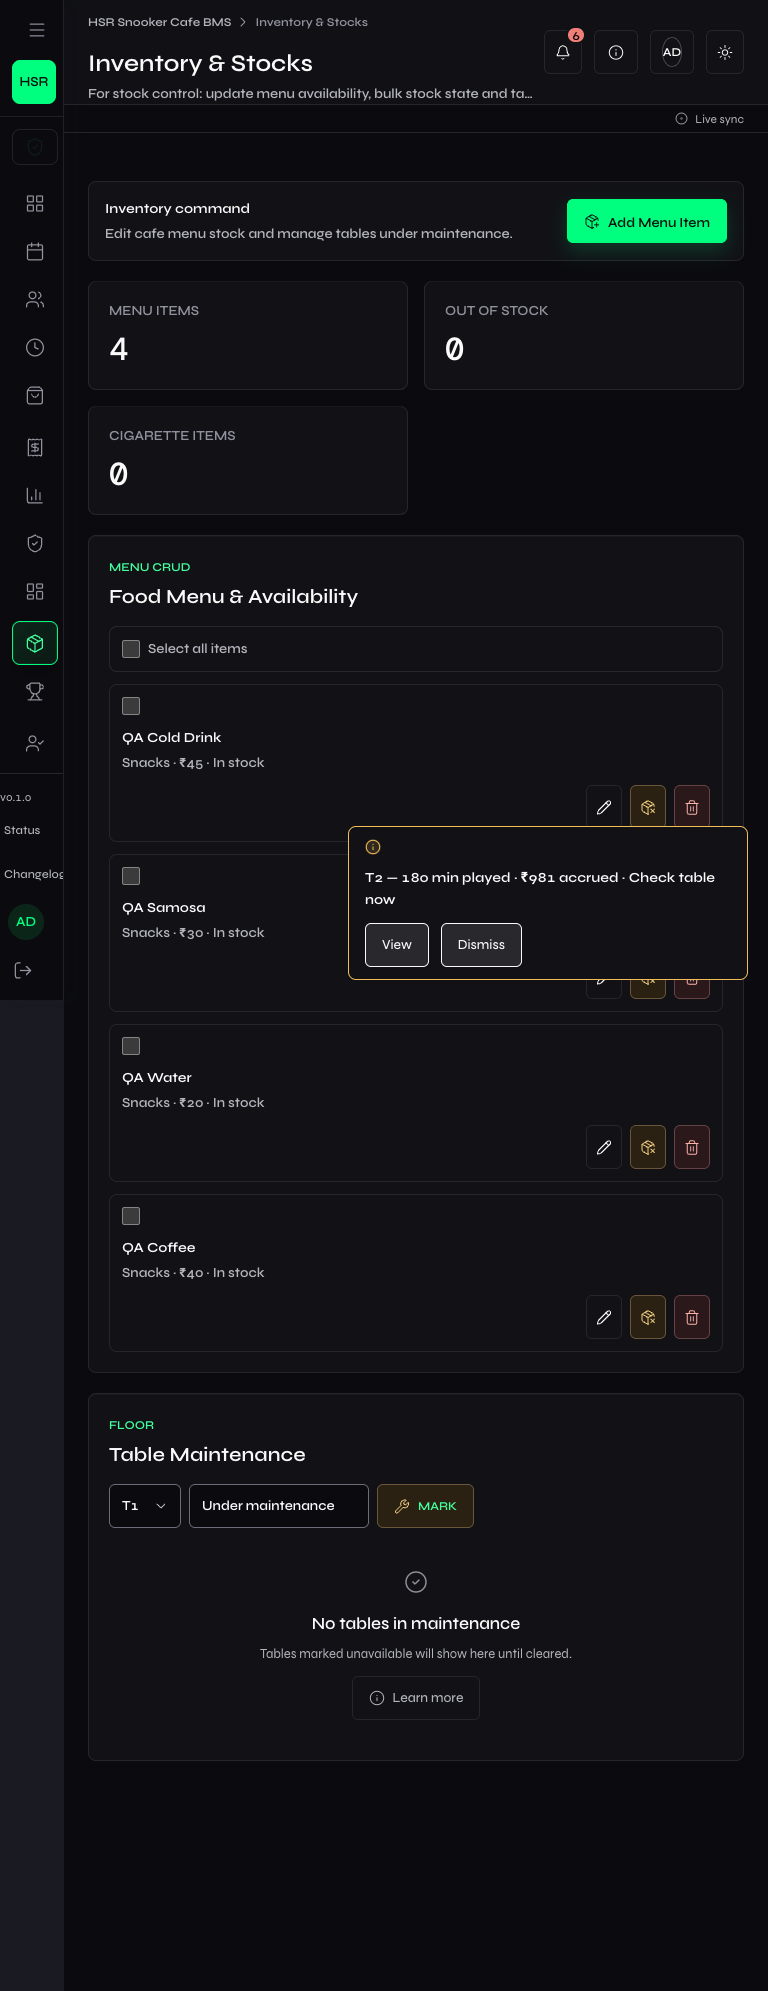 HSR Snooker Cafe BMS > Inventory & Stocks
6
HSR
Inventory & Stocks
AD
For stock control: update menu availability, bulk stock state and ta...
Live sync
Inventory command
Edit cafe menu stock and manage tables under maintenance.
Add Menu Item
MENU ITEMS
4
OUT OF STOCK
0
CIGARETTE ITEMS
0
MENU CRUD
Food Menu & Availability
Select all items
QA Cold Drink
Snacks · ₹45 · In stock
v0.1.0
Status
Changelog
AD
T2 — 180 min played · ₹981 accrued · Check table
now
View
Dismiss
QA Samosa
Snacks · ₹30 · In stock
QA Water
Snacks · ₹20 · In stock
QA Coffee
Snacks · ₹40 · In stock
FLOOR
Table Maintenance
T1
Under maintenance
MARK
No tables in maintenance
Tables marked unavailable will show here until cleared.
Learn more